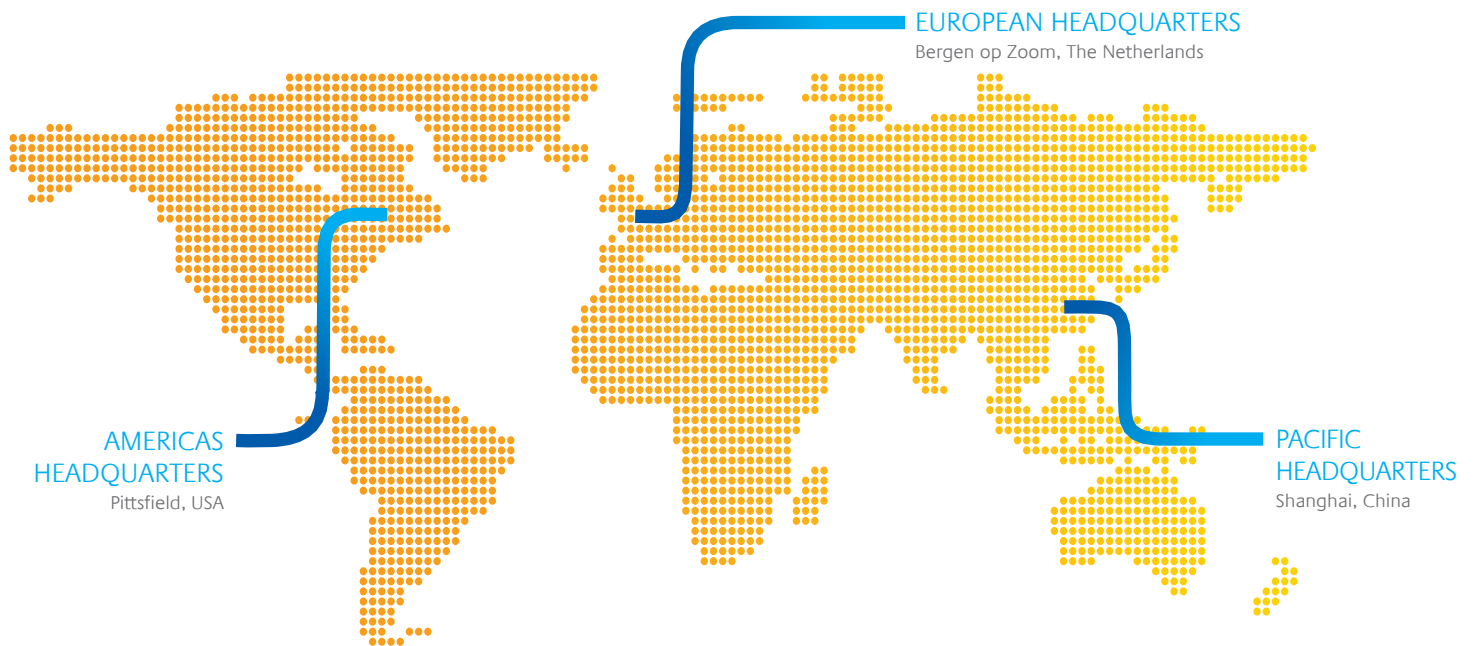 EUROPEAN HEADQUARTERS
Bergen op Zoom, The Netherlands
AMERICAS
HEADQUARTERS
Pittsfield, USA
PACIFIC
HEADQUARTERS
Shanghai, China